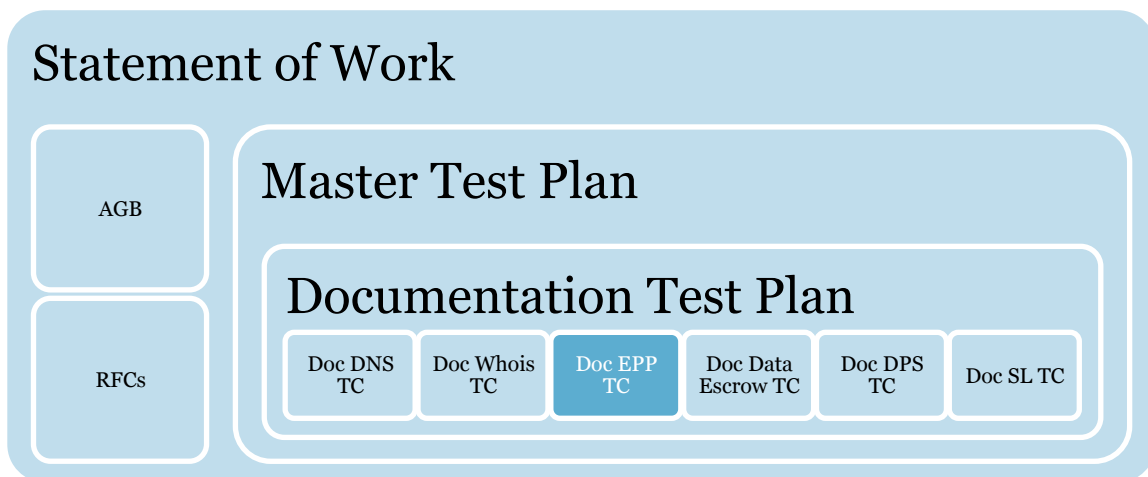 Statement of Work
AGB
RFCs
Master Test Plan
Documentation Test Plan
Doc DNS
TC
Doc Whois
TC
Doc EPP
TC
Doc Data
Escrow TC
Doc DPS
TC
Doc SL TC